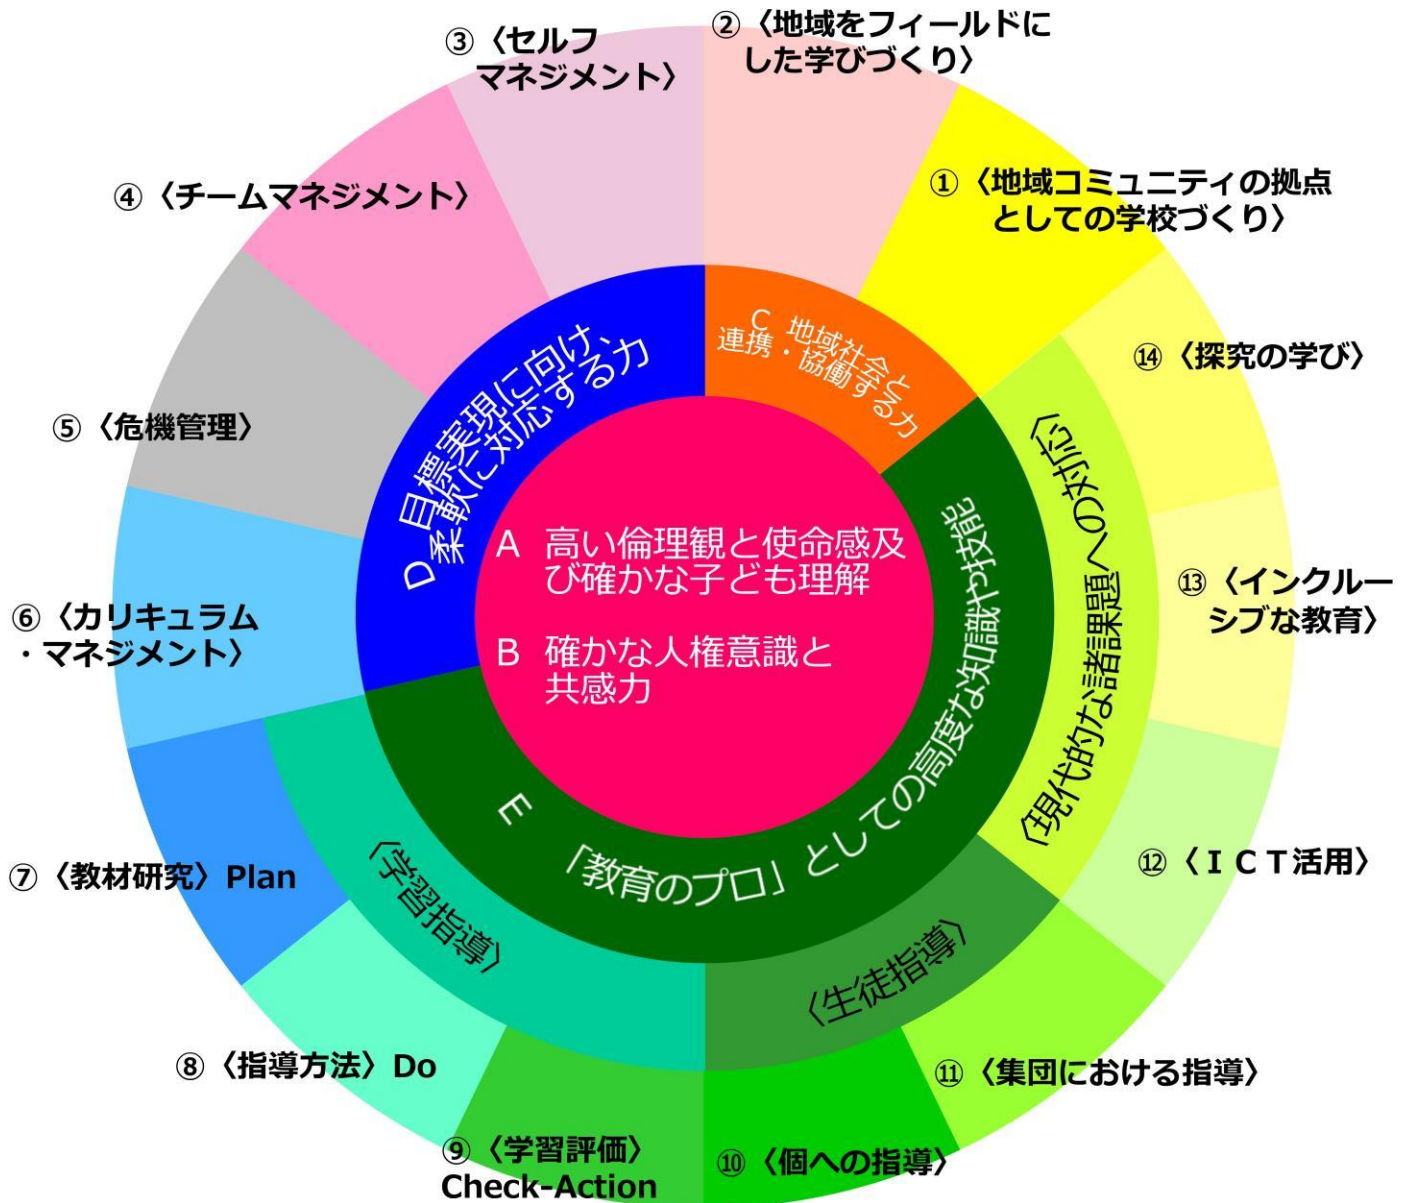 ②〈地域をフィールドに
した学びづくり〉
③〈セルフ
マネジメント〉
①〈地域コミュニティの拠点
としての学校づくり〉
④〈チームマネジメント〉
⑭〈探究の学び〉
⑤〈危機管理〉
⑬〈インクルー
シブな教育〉
⑥〈カリキュラム
・マネジメント〉
⑫〈ＩＣＴ活用〉
⑦〈教材研究〉Plan
⑪〈集団における指導〉
⑧〈指導方法〉Do
⑩〈個への指導〉
⑨〈学習評価〉
Check-Action
C 地域社会と
連携・協働する力
D 目標実現に向け、
柔軟に対応する力
A 高い倫理観と使命感及
び確かな子ども理解
B 確かな人権意識と
共感力
E 「教育のプロ」としての高度な知識や技能
〈現代的な諸課題への対応〉
〈学習指導〉
〈生徒指導〉